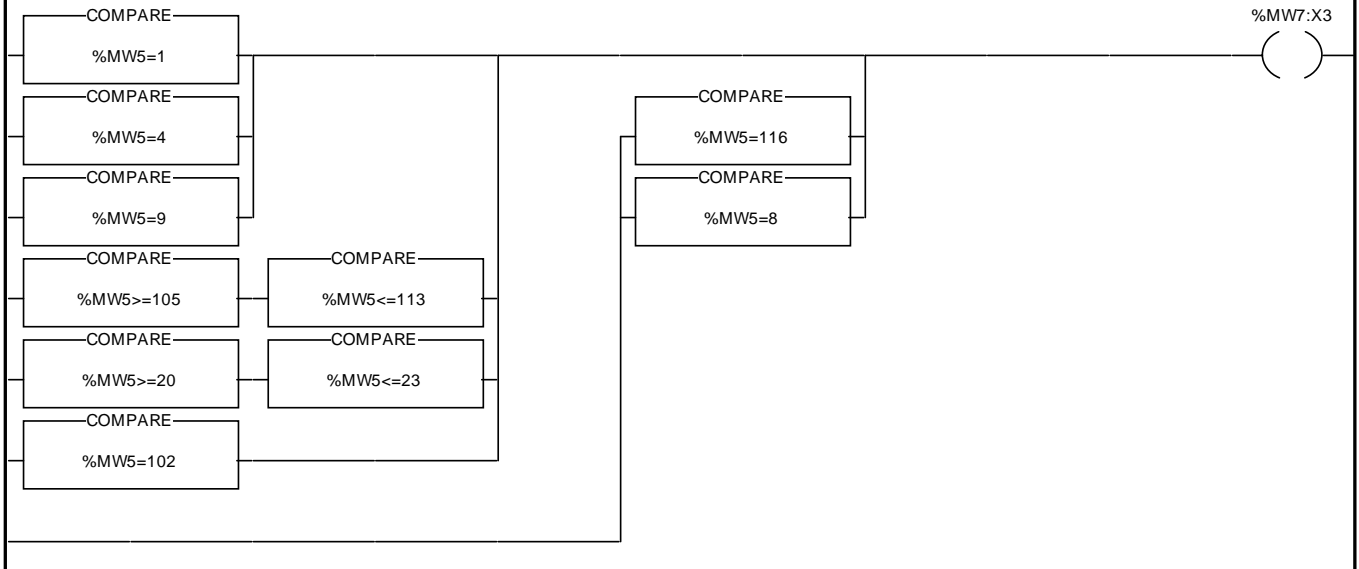 COMPARE
%MW7:X3
%MW5=1
COMPARE
COMPARE
%MW5=4
%MW5=116
COMPARE
COMPARE
%MW5=9
%MW5=8
COMPARE
COMPARE
%MW5>=105
%MW5<=113
COMPARE
COMPARE
%MW5>=20
%MW5<=23
COMPARE
%MW5=102